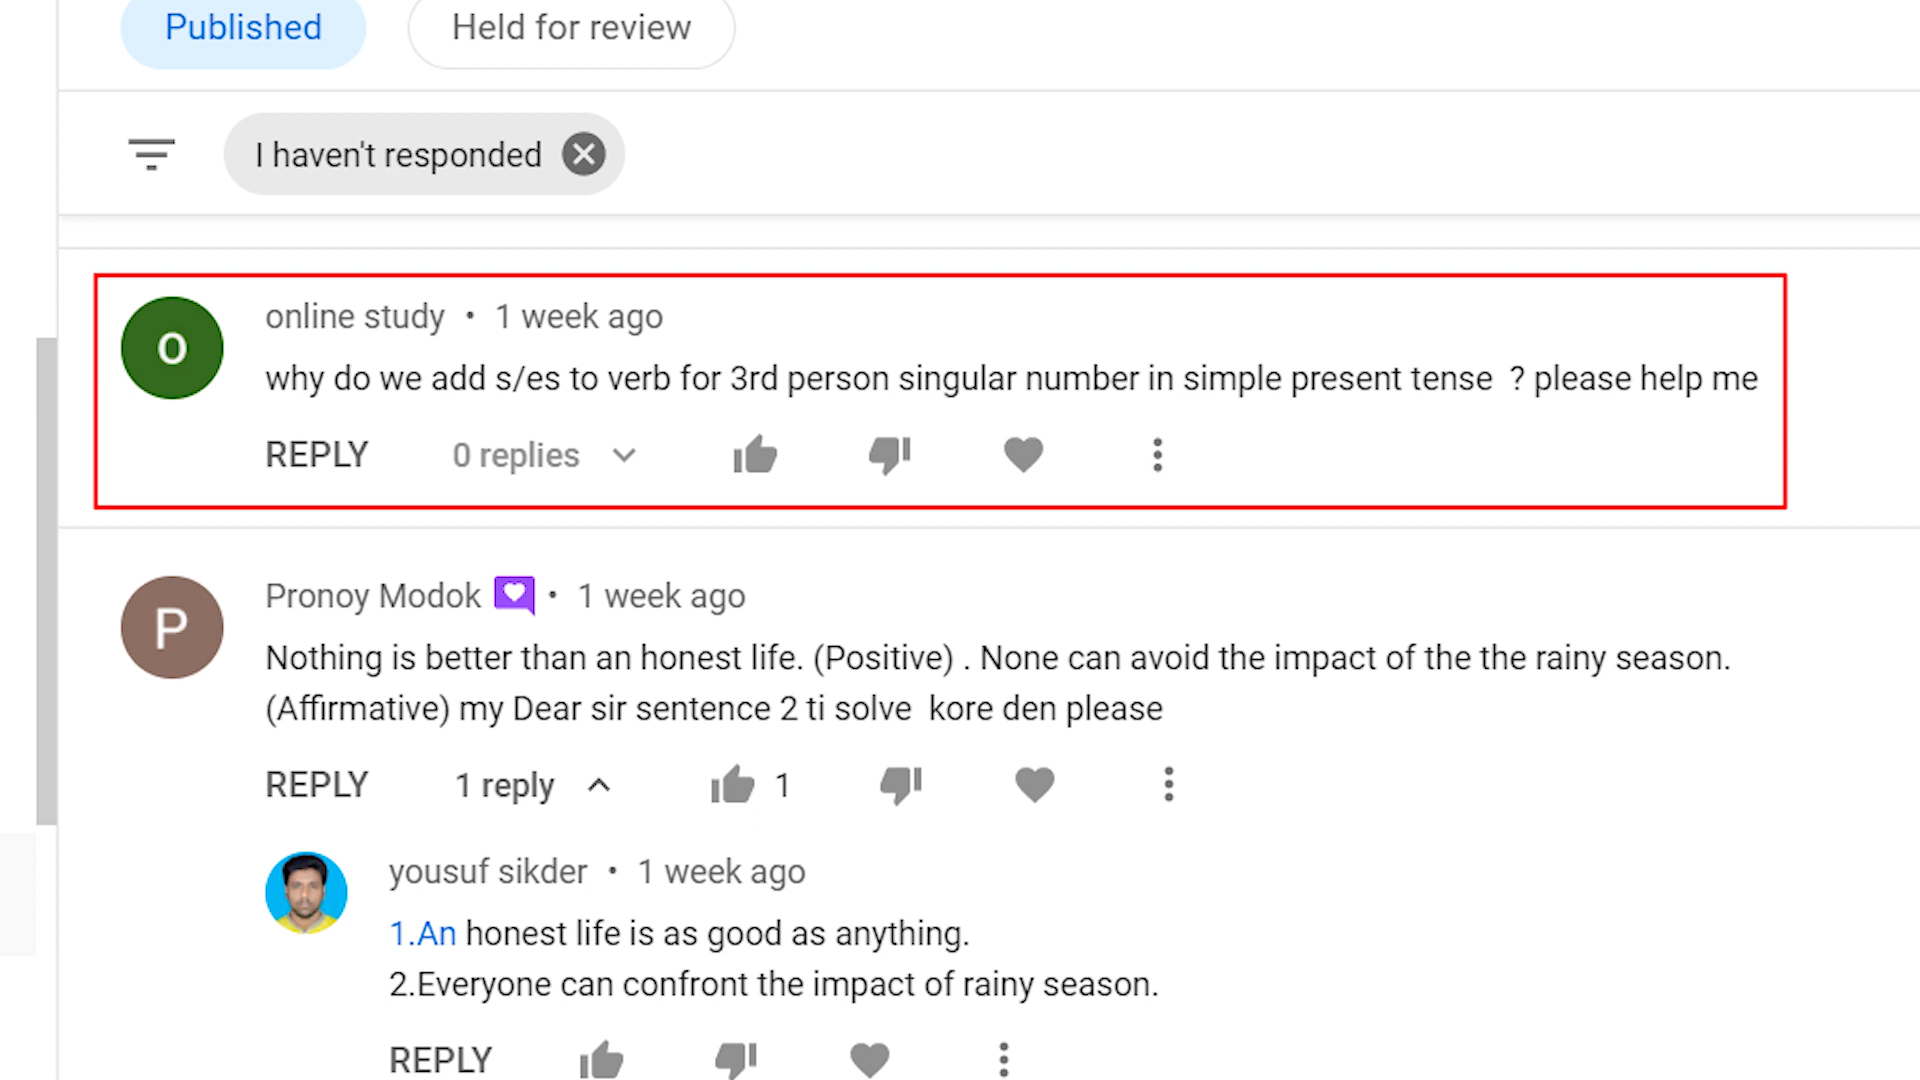 Published
Held for review
I haven't responded
O
online study • 1 week ago
why do we add s/es to verb for 3rd person singular number in simple present tense  ? please help me
REPLY
0 replies
P
Pronoy Modok • 1 week ago
Nothing is better than an honest life. (Positive) . None can avoid the impact of the the rainy season.
(Affirmative) my Dear sir sentence 2 ti solve  kore den please
REPLY
1 reply
1
yousuf sikder • 1 week ago
1.An honest life is as good as anything.
2.Everyone can confront the impact of rainy season.
REPLY